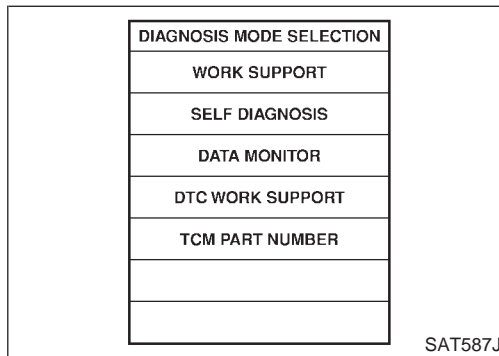 DIAGNOSIS MODE SELECTION
WORK SUPPORT
SELF DIAGNOSIS
DATA MONITOR
DTC WORK SUPPORT
TCM PART NUMBER
SAT587J